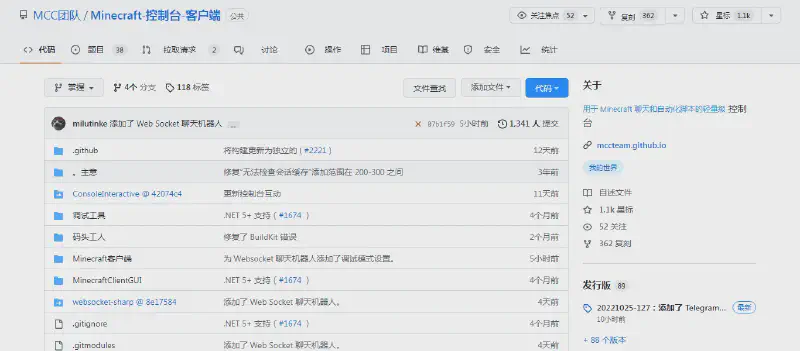 MCC团队 / Minecraft-控制台-客户端 公共
关注焦点 52 复刻 362 星标 1.1k
代码 题目 38 拉取请求 2 讨论 操作 项目 维基 安全 统计
掌握 4个 分支 118 标签 文件查找 添加文件 代码
milutinke 添加了 Web Socket 聊天机器人 ... 87b1f59 5小时前 1,341 人 提交
.github 将构建更新为独立的 ( #2221 ) 12天前
。主意 修复“无法检查会话缓存”添加范围在 200-300 之间 3年前
ConsoleInteractive @ 42074c4 更新控制台互动 11天前
调试工具 .NET 5+ 支持 ( #1674 ) 4个月前
码头工人 修复了 BuildKit 错误 2个月前
Minecraft客户端 为 Websocket 聊天机器人添加了调试模式设置。 5小时前
MinecraftClientGUI .NET 5+ 支持 ( #1674 ) 4个月前
websocket-sharp @ 8e17584 添加了 Web Socket 聊天机器人。 4天前
.gitignore .NET 5+ 支持 ( #1674 ) 4个月前
.gitmodules 添加了 Web Socket 聊天机器人。 4天前
关于
用于 Minecraft 聊天和自动化脚本的轻量级 控制
台
mccteam.github.io
我的世界
自述文件
1.1k 星标
52 关注
362 复刻
发行版 89
20221025-127：添加了 Telegram... 最新
10小时前
+ 88 个版本